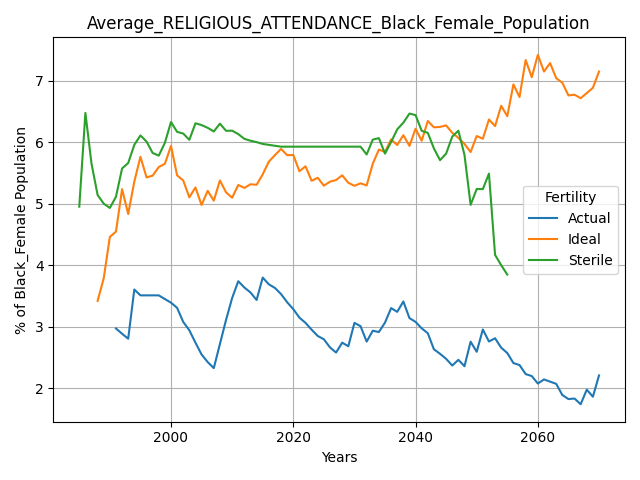 Average_RELIGIOUS_ATTENDANCE_Black_Female_Population
% of Black_Female Population
7
6
5
4
3
2
Fertility
Actual
Ideal
Sterile
2000 2020 2040 2060
Years